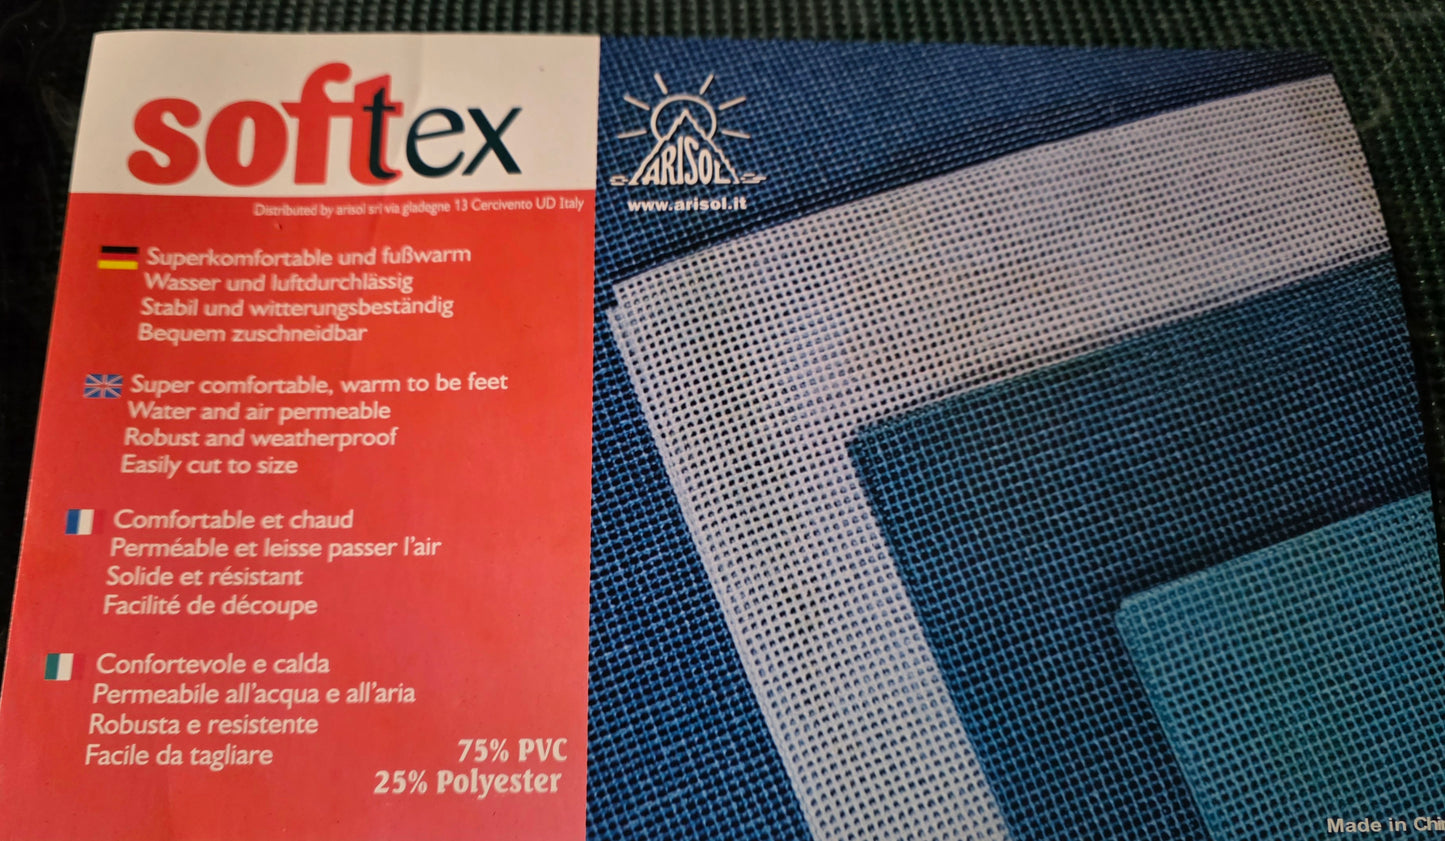 softex
Distributed by arisol srl via gladegne 13 Cercivento UD Italy
Superkomfortable und fußwarm
Wasser und luftdurchlässig
Stabil und witterungsbeständig
Bequem zuschneidbar
Super comfortable, warm to be feet
Water and air permeable
Robust and weatherproof
Easily cut to size
Comfortable et chaud
Perméable et leisse passer l'air
Solide et résistant
Facilité de découpe
Confortevole e calda
Permeabile all'acqua e all'aria
Robusta e resistente
Facile da tagliare
75% PVC
25% Polyester
ARISOL
www.arisol.it
Made in Chin